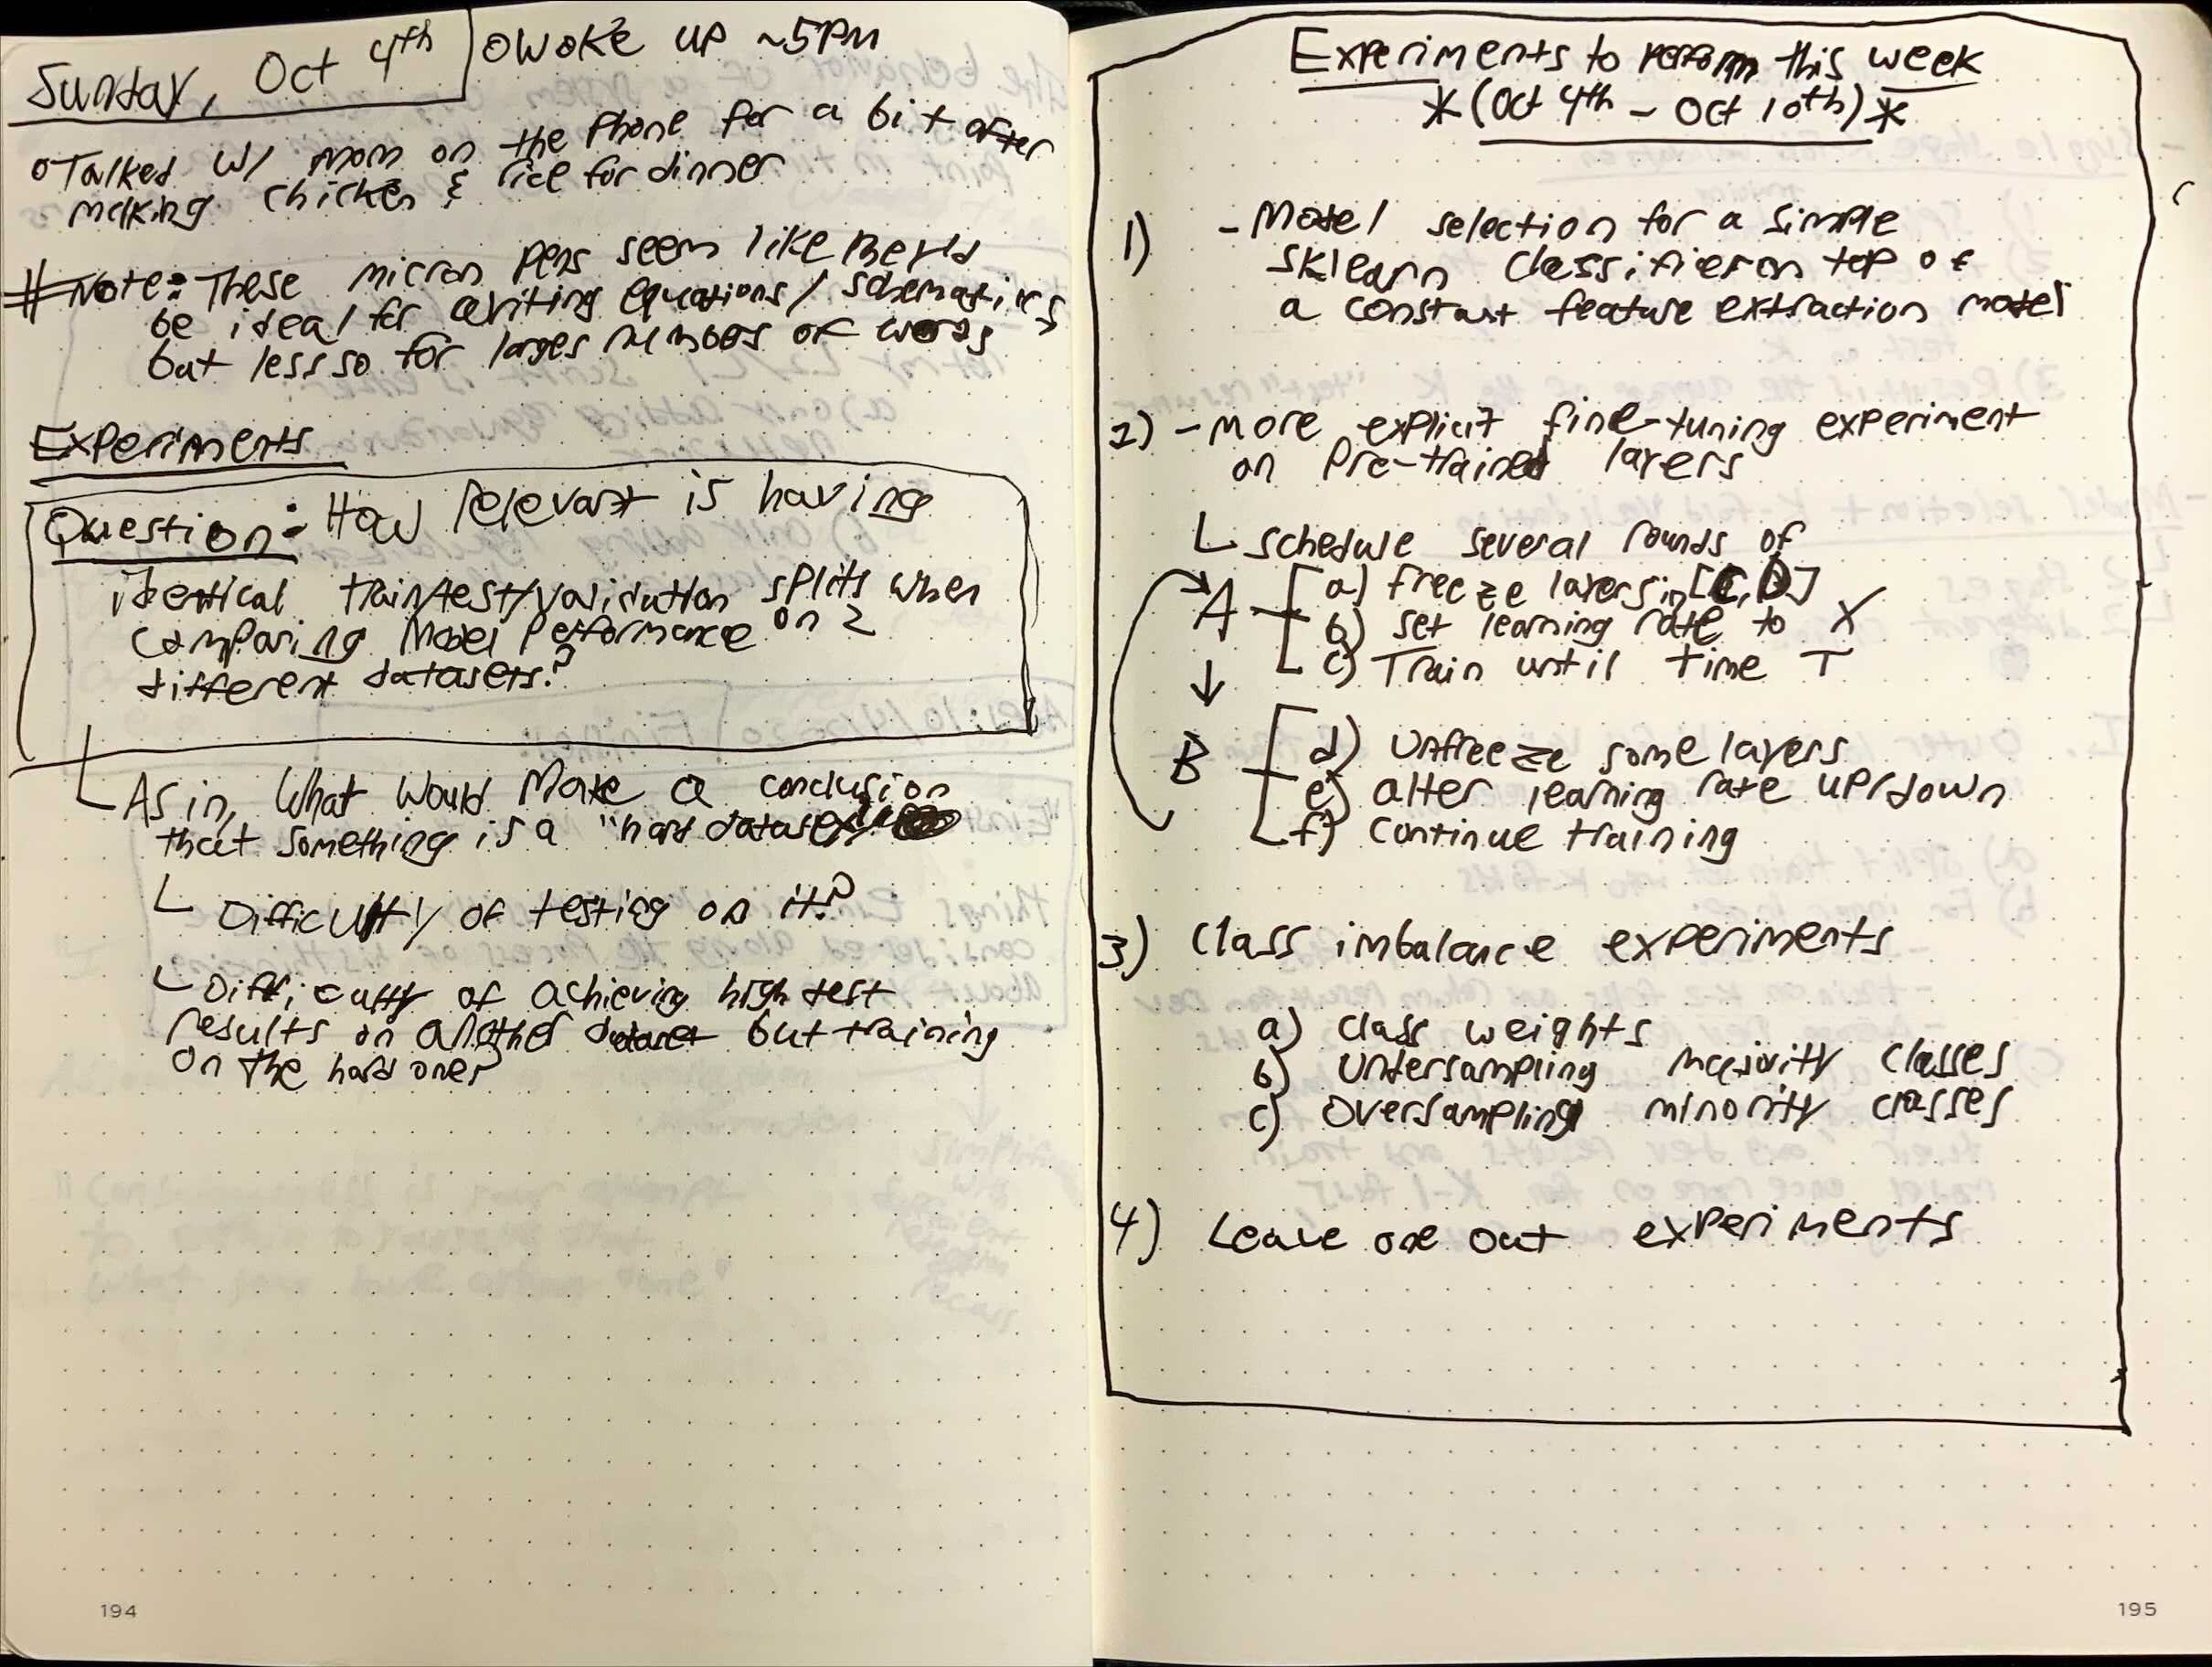 Sunday, Oct 4th
o Woke up ~5PM
o Talked w/ mom on the phone for a bit after
making chicken & rice for dinner
# Note: These micron pens seem like they'd
be ideal for writing equations/schematics,
but less so for larger numbers of words
Experiments
Question: How relevant is having
identical train/test/validation splits when
comparing model performance on 2
different datasets?
As in, what would make a conclusion
that something is a "hard dataset"
Difficulty of testing on it?
Difficulty of achieving high test
results on another dataset but training
on the hard one?
194
Experiments to perform this week
*(Oct 4th - Oct 10th)*
1) - Model selection for a simple
sklearn classifier on top of
a constant feature extraction model
2) - More explicit fine-tuning experiment
on pre-trained layers
schedule several rounds of
a) freeze layers in [C, D]
A
b) set learning rate to X
c) Train until time T
d) Unfreeze some layers
B
e) alter learning rate up/down
f) continue training
3) Class imbalance experiments
a) class weights
b) Undersampling majority classes
c) Oversampling minority classes
4) Leave one out experiments
195